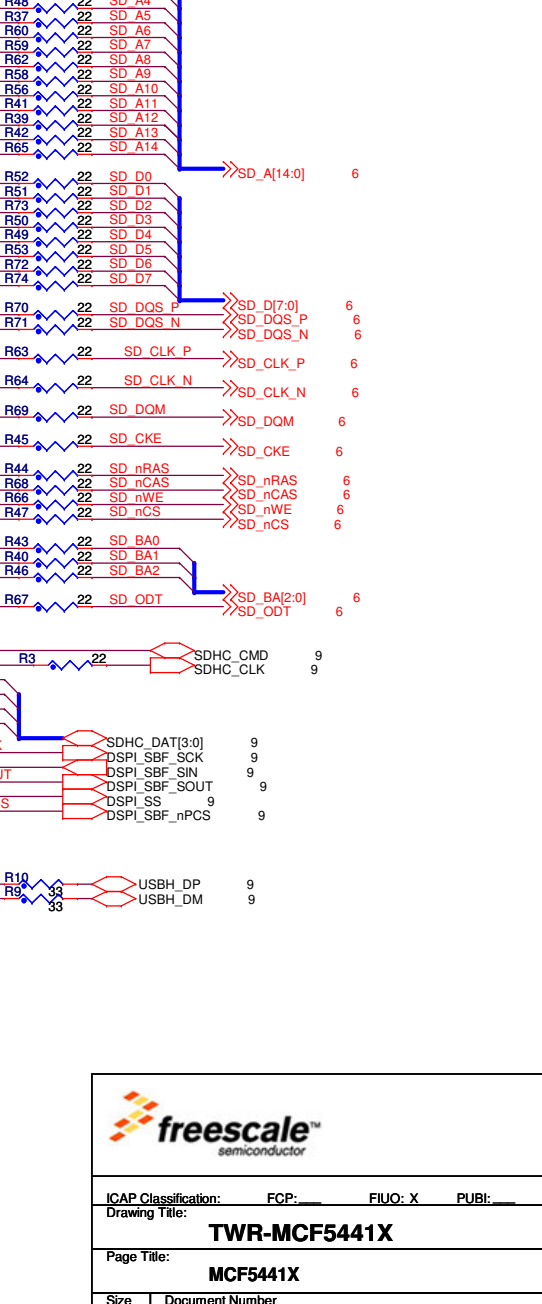 R48 22 SD_A4
R37 22 SD_A5
R60 22 SD_A6
R59 22 SD_A7
R62 22 SD_A8
R58 22 SD_A9
R56 22 SD_A10
R41 22 SD_A11
R39 22 SD_A12
R42 22 SD_A13
R65 22 SD_A14
SD_A[14:0] 6
R52 22 SD_D0
R51 22 SD_D1
R73 22 SD_D2
R50 22 SD_D3
R49 22 SD_D4
R53 22 SD_D5
R72 22 SD_D6
R74 22 SD_D7
SD_D[7:0] 6
R70 22 SD_DQS_P SD_DQS_P 6
R71 22 SD_DQS_N SD_DQS_N 6
R63 22 SD_CLK_P SD_CLK_P 6
R64 22 SD_CLK_N SD_CLK_N 6
R69 22 SD_DQM SD_DQM 6
R45 22 SD_CKE SD_CKE 6
R44 22 SD_nRAS SD_nRAS 6
R68 22 SD_nCAS SD_nCAS 6
R66 22 SD_nWE SD_nWE 6
R47 22 SD_nCS SD_nCS 6
R43 22 SD_BA0
R40 22 SD_BA1
R46 22 SD_BA2
SD_BA[2:0] 6
R67 22 SD_ODT SD_ODT 6
SDHC_CMD 9
R3 22 SDHC_CLK 9
SDHC_DAT[3:0] 9
DSPI_SBF_SCK 9
DSPI_SBF_SIN 9
UT DSPI_SBF_SOUT 9
DSPI_SS 9
S DSPI_SBF_nPCS 9
R10 33 USBH_DP 9
R9 33 USBH_DM 9
freescale™
semiconductor
ICAP Classification: FCP:___ FIUO: X PUBI:___
Drawing Title:
TWR-MCF5441X
Page Title:
MCF5441X
Size Document Number